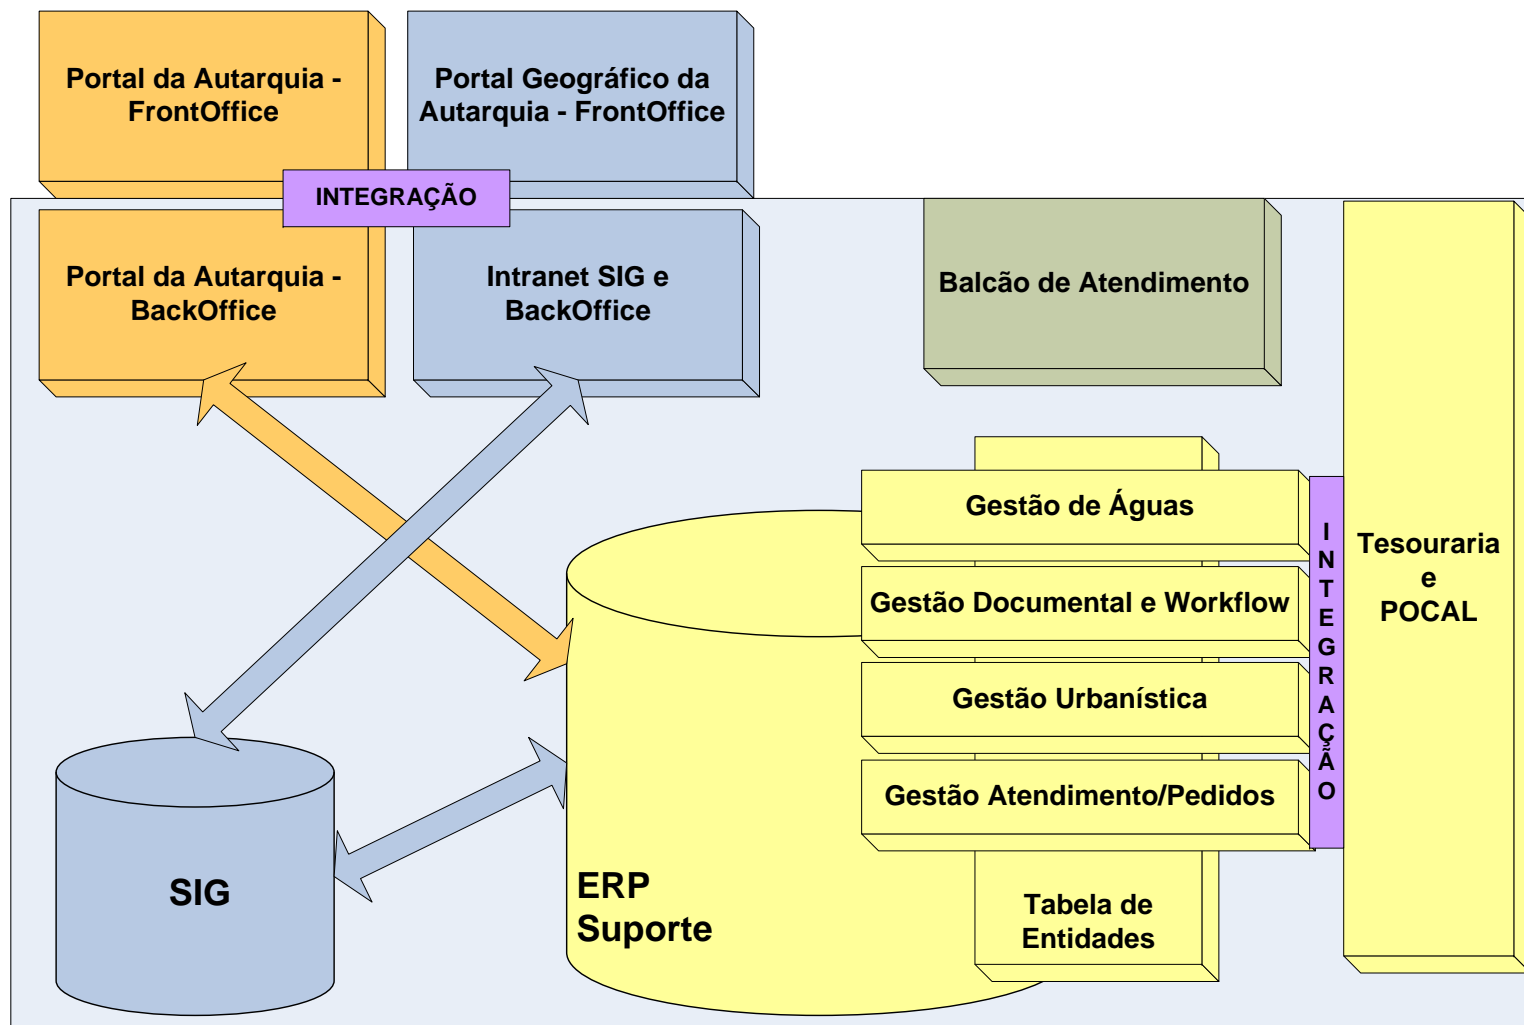 Portal da Autarquia -
FrontOffice
Portal Geográfico da
Autarquia - FrontOffice
INTEGRAÇÃO
Portal da Autarquia -
BackOffice
Intranet SIG e
BackOffice
Balcão de Atendimento
Gestão de Águas
Gestão Documental e Workflow
Gestão Urbanística
Gestão Atendimento/Pedidos
I
N
T
E
G
R
A
Ç
Ã
O
Tesouraria
e
POCAL
SIG
ERP
Suporte
Tabela de
Entidades